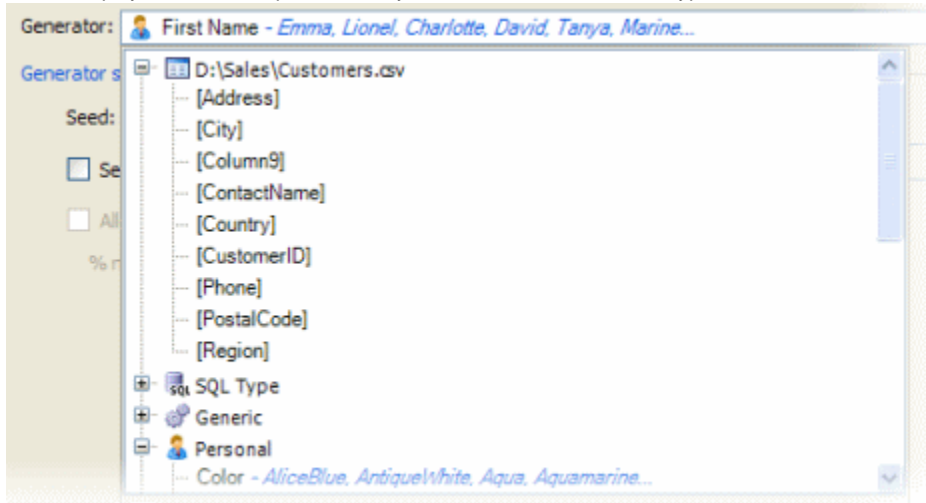 Generator: First Name - Emma, Lionel, Charlotte, David, Tanya, Marine...
Generator s
D:\Sales\Customers.csv
[Address]
Seed:
[City]
[Column9]
Se
[ContactName]
All
[Country]
[CustomerID]
[Phone]
[PostalCode]
[Region]
SQL Type
Generic
Personal
Color - AliceBlue, AntiqueWhite, Aqua, Aquamarine...